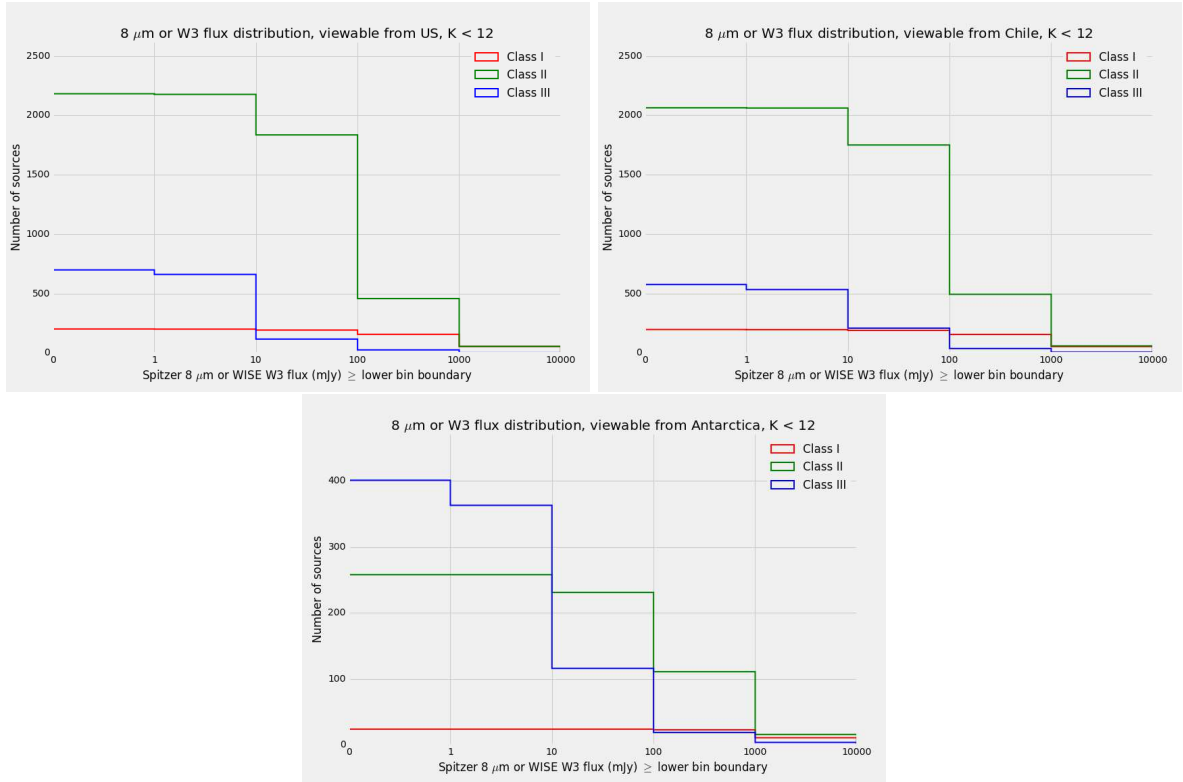 8 μm or W3 flux distribution, viewable from US, K < 12
2500
2000
1500
1000
500
0
Number of sources
Class I
Class II
Class III
0 1 10 100 1000 10000
Spitzer 8 μm or WISE W3 flux (mJy) ≥ lower bin boundary
8 μm or W3 flux distribution, viewable from Chile, K < 12
2500
2000
1500
1000
500
0
Number of sources
Class I
Class II
Class III
0 1 10 100 1000 10000
Spitzer 8 μm or WISE W3 flux (mJy) ≥ lower bin boundary
8 μm or W3 flux distribution, viewable from Antarctica, K < 12
400
300
200
100
0
Number of sources
Class I
Class II
Class III
0 1 10 100 1000 10000
Spitzer 8 μm or WISE W3 flux (mJy) ≥ lower bin boundary